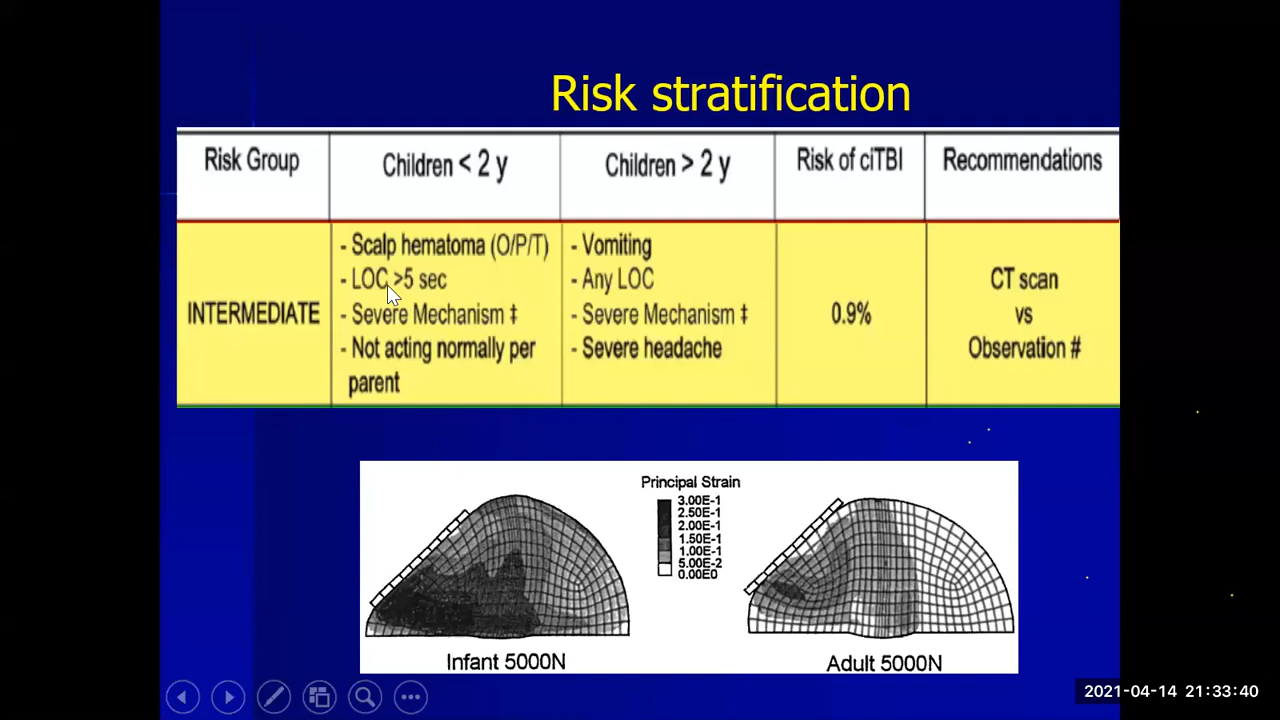 Risk stratification
Risk Group
Children < 2 y
Children > 2 y
Risk of ciTBI
Recommendations
INTERMEDIATE
- Scalp hematoma (O/P/T)
- LOC >5 sec
- Severe Mechanism ‡
- Not acting normally per
parent
- Vomiting
- Any LOC
- Severe Mechanism ‡
- Severe headache
0.9%
CT scan
vs
Observation #
Principal Strain
3.00E-1
2.50E-1
2.00E-1
1.50E-1
1.00E-1
5.00E-2
0.00E0
Infant 5000N
Adult 5000N
2021-04-14 21:33:40